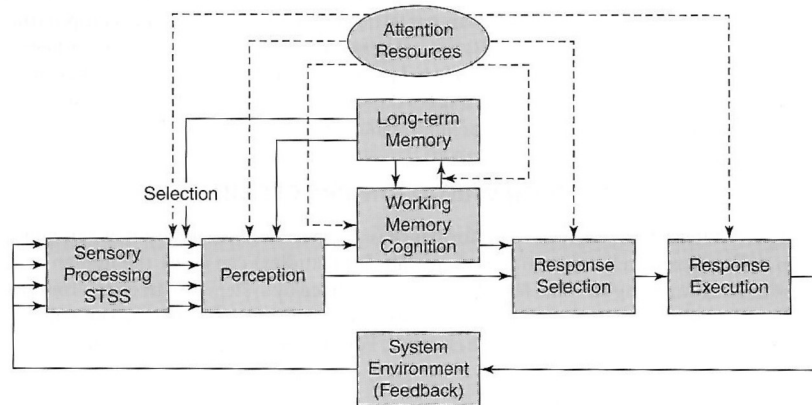 Attention
Resources
Long-term
Memory
Selection
Working
Memory
Cognition
Sensory
Processing
STSS
Perception
Response
Selection
Response
Execution
System
Environment
(Feedback)